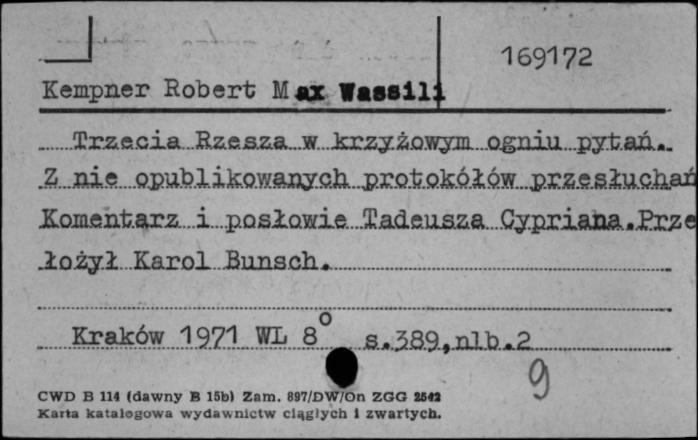 169172
Kempner Robert Max Wassili
Trzecia Rzesza w krzyżowym ogniu pytań.
Z nie opublikowanych protokółów przesłuchań
Komentarz i posłowie Tadeusza Cypriana.Prze
łożył Karol Bunsch.
Kraków 1971 WL 8° s.389,nlb.2
9
CWD B 114 (dawny B 15b) Zam. 897/DW/On ZGG 2542
Karta katalogowa wydawnictw ciągłych i zwartych.